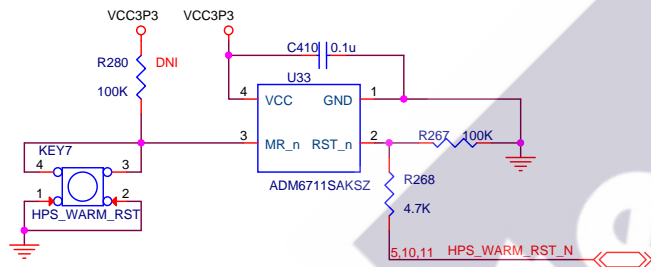 VCC3P3 VCC3P3
C410 0.1u
R280 DNI
U33
100K
4 VCC GND 1
3 MR_n RST_n 2 R267 100K
KEY7
4 3
R268
1 2
ADM6711SAKSZ
4.7K
HPS_WARM_RST
5,10,11 HPS_WARM_RST_N